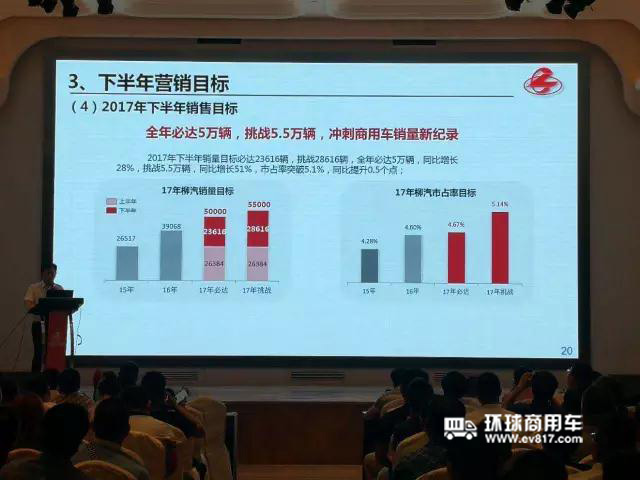 3、下半年营销目标
（4）2017年下半年销售目标
全年必达5万辆，挑战5.5万辆，冲刺商用车销量新纪录
2017年下半年销量目标必达23616辆，挑战28616辆，全年必达5万辆，同比增长
28%，挑战5.5万辆，同比增长51%，市占率突破5.1%，同比提升0.5个点；
17年柳汽销量目标
上半年
下半年
26517
39068
50000
55000
23616
28616
26384
26384
15年
16年
17年必达
17年挑战
17年柳汽市占率目标
4.28%
4.60%
4.67%
5.14%
15年
16年
17年必达
17年挑战
20
环球商用车
www.ev817.com